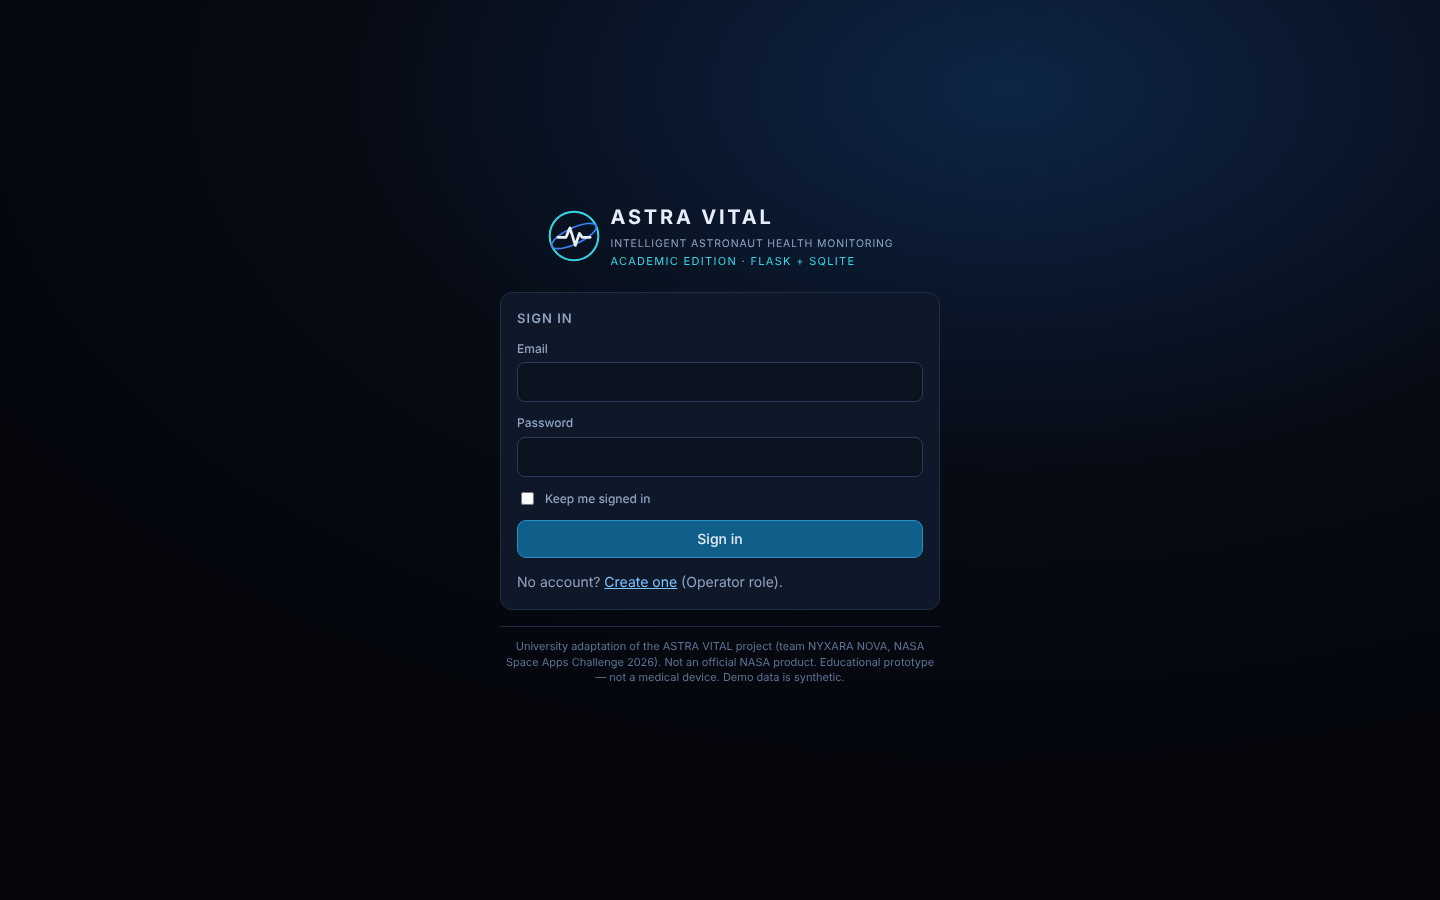 ASTRA VITAL
INTELLIGENT ASTRONAUT HEALTH MONITORING
ACADEMIC EDITION · FLASK + SQLITE
SIGN IN
Email
Password
Keep me signed in
Sign in
No account? Create one (Operator role).
University adaptation of the ASTRA VITAL project (team NYXARA NOVA, NASA
Space Apps Challenge 2026). Not an official NASA product. Educational prototype
— not a medical device. Demo data is synthetic.